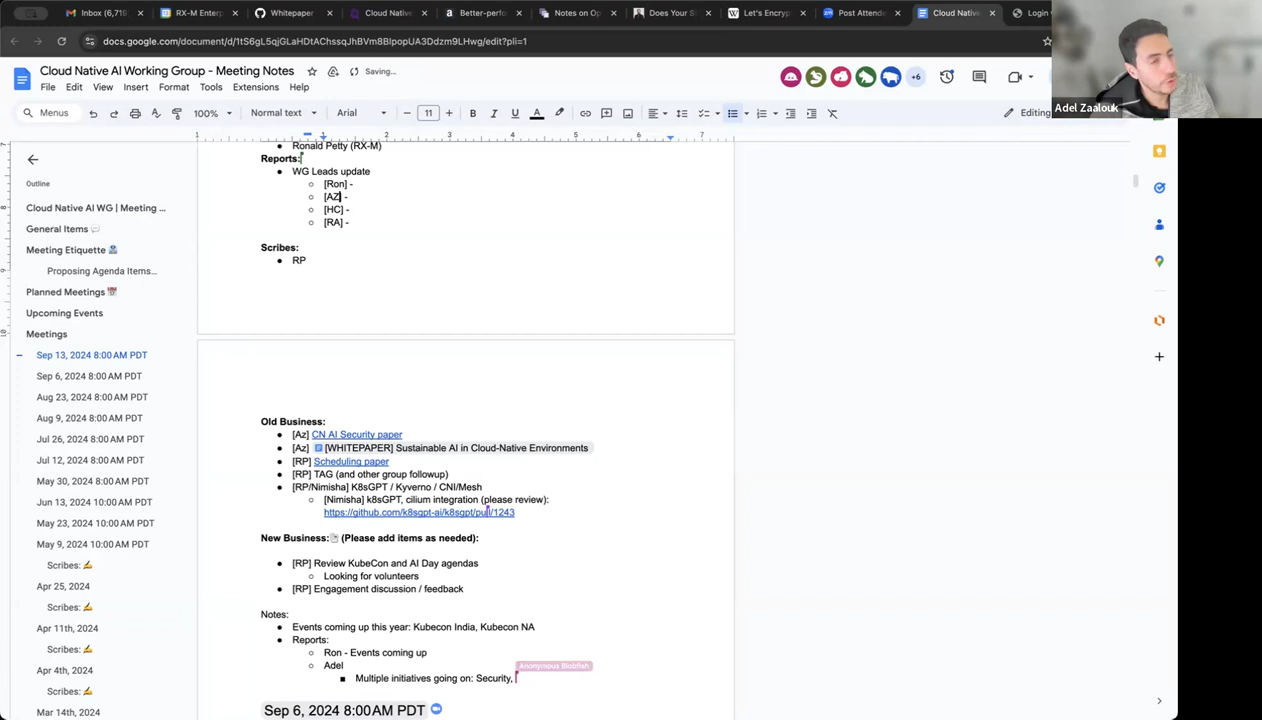 Inbox (6,719
RX-M Enterp
Whitepaper
Cloud Native
Better-perfo
Notes on Op
Does Your S
Let's Encryp
Post Attende
Cloud Native
Login
docs.google.com/document/d/1tS6gL5qjGLaHDtAChssqJhBVm8BlpopUA3Ddzm9LHwg/edit?pli=1
Cloud Native AI Working Group - Meeting Notes
Saving...
+6
File Edit View Insert Format Tools Extensions Help
Menus
100%
Normal text
Arial
11
B I U A
Editing
Adel Zaalouk
1 1 2 3 4 5 6 7
Outline
Cloud Native AI WG | Meeting ...
General Items 💬
Meeting Etiquette
Proposing Agenda Items...
Planned Meetings 📅
Upcoming Events
Meetings
Sep 13, 2024 8:00 AM PDT
Sep 6, 2024 8:00 AM PDT
Aug 23, 2024 8:00 AM PDT
Aug 9, 2024 8:00 AM PDT
Jul 26, 2024 8:00 AM PDT
Jul 12, 2024 8:00 AM PDT
May 30, 2024 8:00 AM PDT
Jun 13, 2024 10:00 AM PDT
May 23, 2024 10:00 AM PDT
May 9, 2024 10:00 AM PDT
Scribes: ✍️
Apr 25, 2024
Scribes: ✍️
Apr 11th, 2024
Scribes: ✍️
Apr 4th, 2024
Scribes: ✍️
Mar 14th, 2024
● Ronald Petty (RX-M)
Reports:
● WG Leads update
○ [Ron] -
○ [AZ] -
○ [HC] -
○ [RA] -
Scribes:
● RP
Old Business:
● [Az] CN AI Security paper
● [Az] [WHITEPAPER] Sustainable AI in Cloud-Native Environments
● [RP] Scheduling paper
● [RP] TAG (and other group followup)
● [RP/Nimisha] K8sGPT / Kyverno / CNI/Mesh
○ [Nimisha] k8sGPT, cilium integration (please review):
https://github.com/k8sgpt-ai/k8sgpt/pull/1243
New Business: (Please add items as needed):
● [RP] Review KubeCon and AI Day agendas
○ Looking for volunteers
● [RP] Engagement discussion / feedback
Notes:
● Events coming up this year: Kubecon India, Kubecon NA
● Reports:
○ Ron - Events coming up
○ Adel
Anonymous Blobfish
■ Multiple initiatives going on: Security,
Sep 6, 2024 8:00 AM PDT